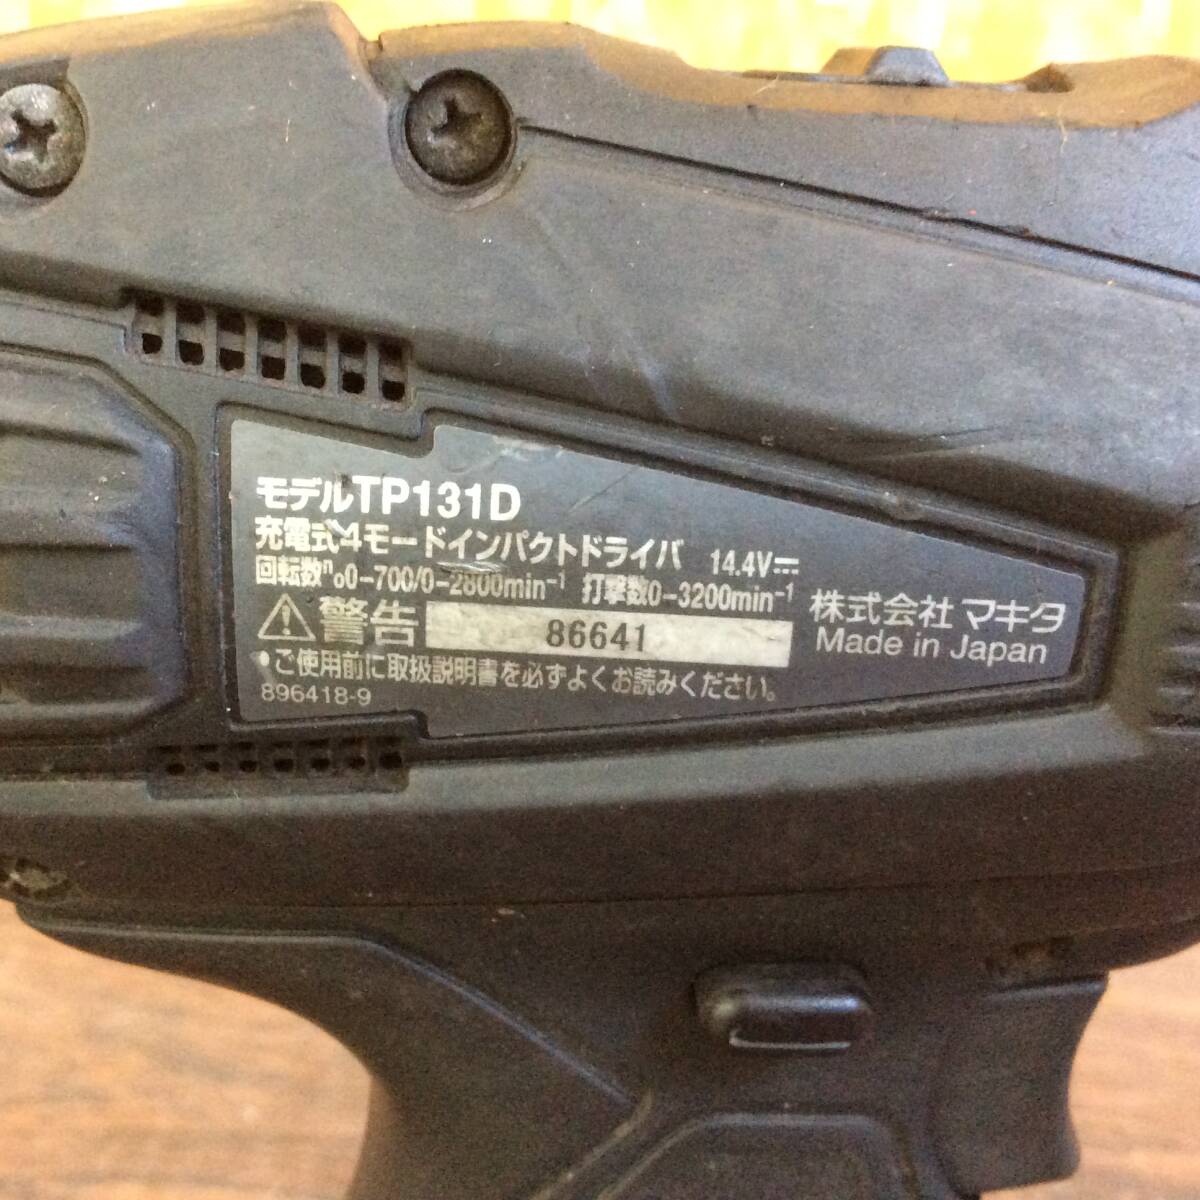 モデルTP131D
充電式4モードインパクトドライバ 14.4V⎓
回転数n₀0-700/0-2800min⁻¹ 打撃数0-3200min⁻¹
⚠警告 86641
•ご使用前に取扱説明書を必ずよくお読みください。
896418-9
株式会社 マキタ
Made in Japan